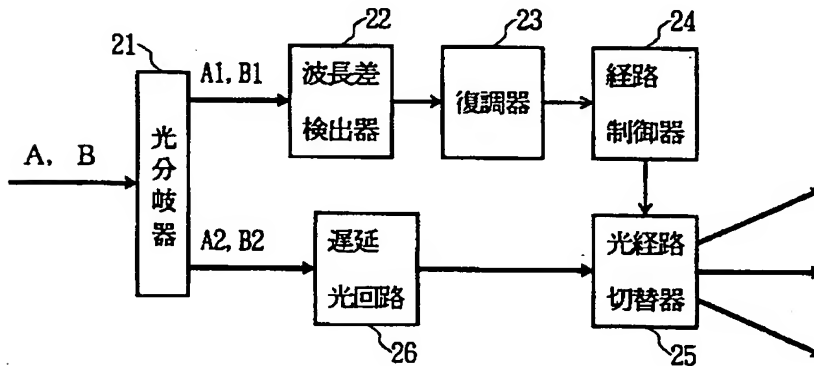 21
22
23
24
A, B
光分岐器
A1, B1
波長差
検出器
復調器
経路
制御器
A2, B2
遅延
光回路
光経路
切替器
26
25